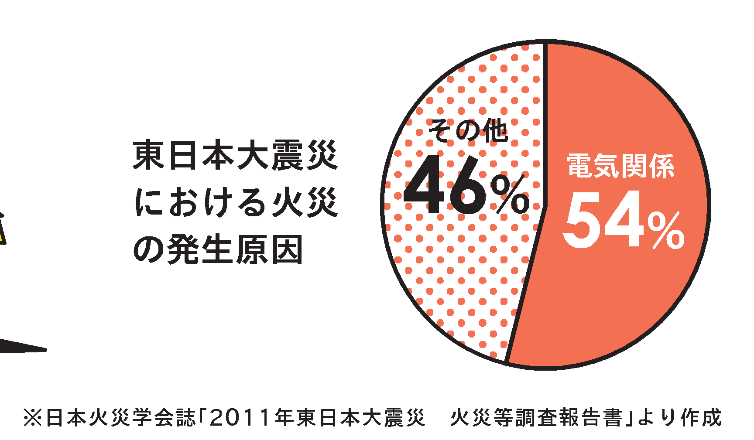 東日本大震災
における火災
の発生原因
その他
46%
電気関係
54%
※日本火災学会誌「2011年東日本大震災　火災等調査報告書」より作成